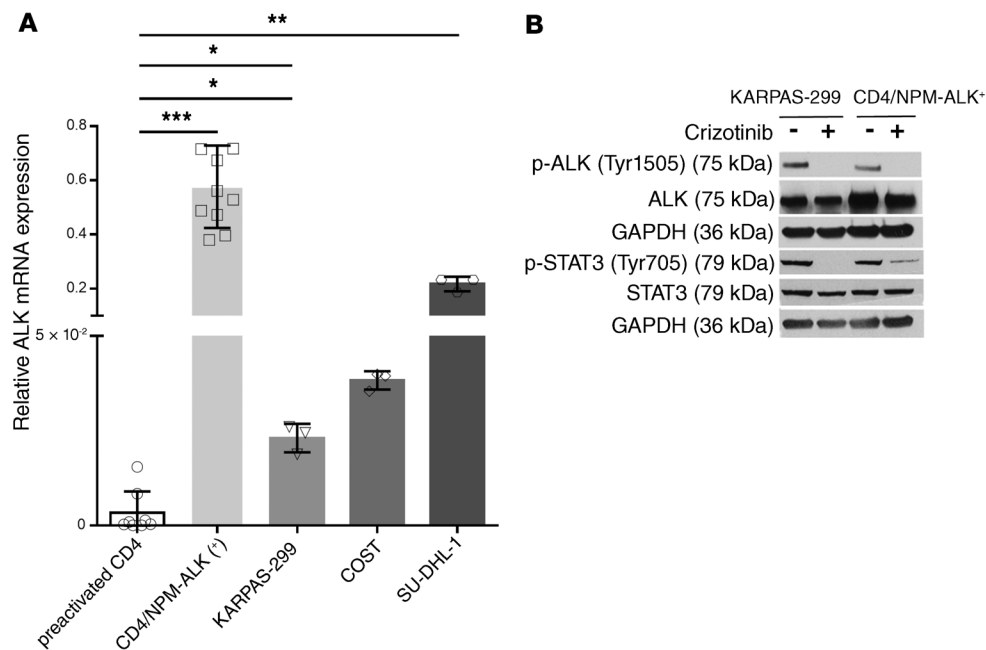 A
B
**
*
*
***
Relative ALK mRNA expression
0.8
0.6
0.4
0.2
5 × 10⁻²
0
preactivated CD4
CD4/NPM-ALK (⁺)
KARPAS-299
COST
SU-DHL-1
KARPAS-299 CD4/NPM-ALK⁺
Crizotinib - + - +
p-ALK (Tyr1505) (75 kDa)
ALK (75 kDa)
GAPDH (36 kDa)
p-STAT3 (Tyr705) (79 kDa)
STAT3 (79 kDa)
GAPDH (36 kDa)